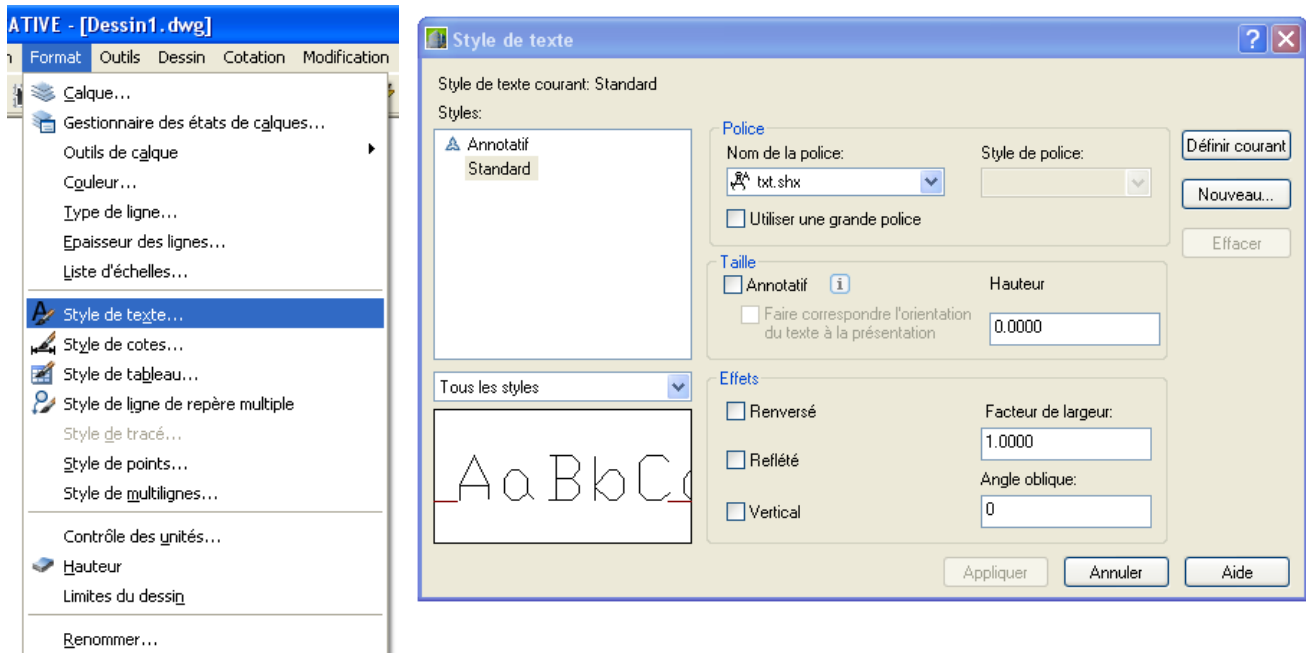 ATIVE - [Dessin1.dwg]
Format Outils Dessin Cotation Modification
Calque...
Gestionnaire des états de calques...
Outils de calque
Couleur...
Type de ligne...
Epaisseur des lignes...
Liste d'échelles...
Style de texte...
Style de cotes...
Style de tableau...
Style de ligne de repère multiple
Style de tracé...
Style de points...
Style de multilignes...
Contrôle des unités...
Hauteur
Limites du dessin
Renommer...
Style de texte
Style de texte courant: Standard
Styles:
Annotatif
Standard
Tous les styles
AaBbC
Police
Nom de la police:
Style de police:
txt.shx
Utiliser une grande police
Taille
Annotatif
Hauteur
Faire correspondre l'orientation
du texte à la présentation
0.0000
Effets
Renversé
Facteur de largeur:
1.0000
Reflété
Angle oblique:
Vertical
0
Définir courant
Nouveau...
Effacer
Appliquer
Annuler
Aide